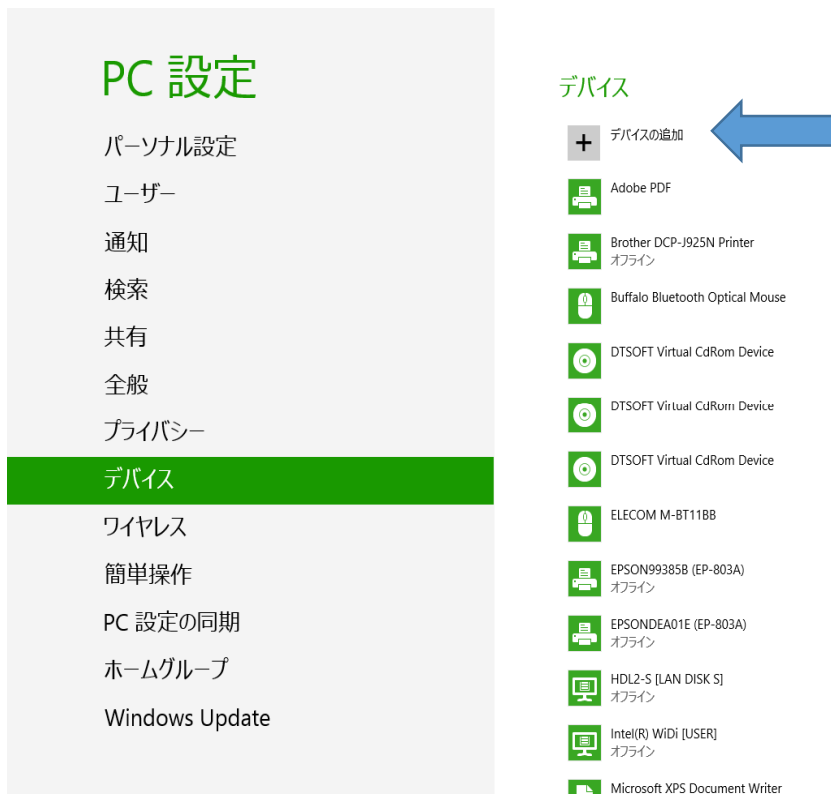 PC 設定
パーソナル設定
ユーザー
通知
検索
共有
全般
プライバシー
デバイス
ワイヤレス
簡単操作
PC 設定の同期
ホームグループ
Windows Update
デバイス
デバイスの追加
Adobe PDF
Brother DCP-J925N Printer
オフライン
Buffalo Bluetooth Optical Mouse
DTSOFT Virtual CdRom Device
DTSOFT Virtual CdRom Device
DTSOFT Virtual CdRom Device
ELECOM M-BT11BB
EPSON99385B (EP-803A)
オフライン
EPSONDEA01E (EP-803A)
オフライン
HDL2-S [LAN DISK S]
オフライン
Intel(R) WiDi [USER]
オフライン
Microsoft XPS Document Writer